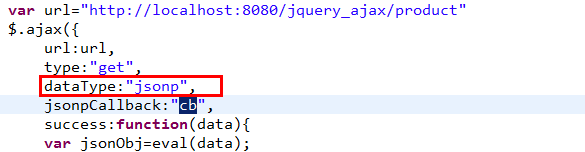 var url="http://localhost:8080/jquery_ajax/product"
$.ajax({
url:url,
type:"get",
dataType:"jsonp",
jsonpCallback:"cb",
success:function(data){
var jsonObj=eval(data);